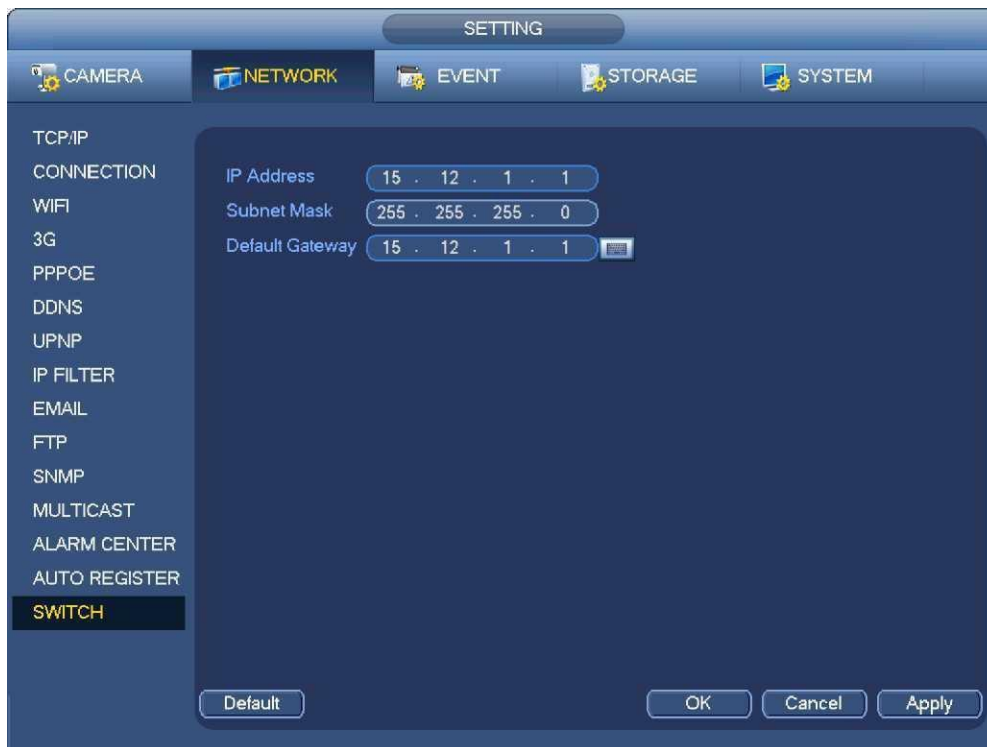 SETTING
CAMERA NETWORK EVENT STORAGE SYSTEM
TCP/IP
CONNECTION
WIFI
3G
PPPOE
DDNS
UPNP
IP FILTER
EMAIL
FTP
SNMP
MULTICAST
ALARM CENTER
AUTO REGISTER
SWITCH
IP Address 15 . 12 . 1 . 1
Subnet Mask 255 . 255 . 255 . 0
Default Gateway 15 . 12 . 1 . 1
Default OK Cancel Apply